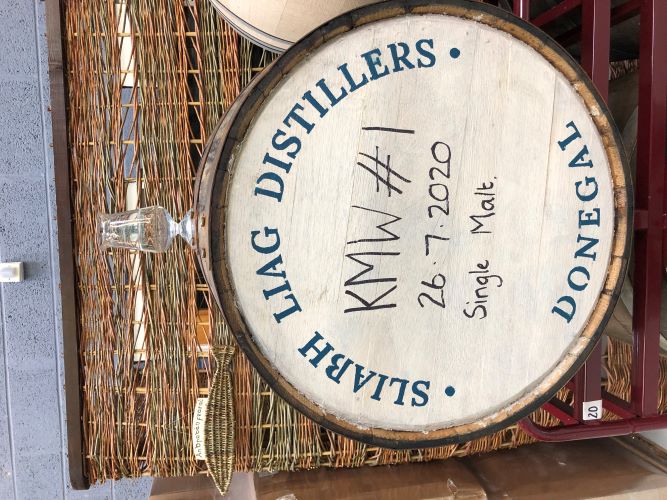 • SLIABH LIAG DISTILLERS •
KMW #1
26.7.2020
Single Malt.
DONEGAL
20